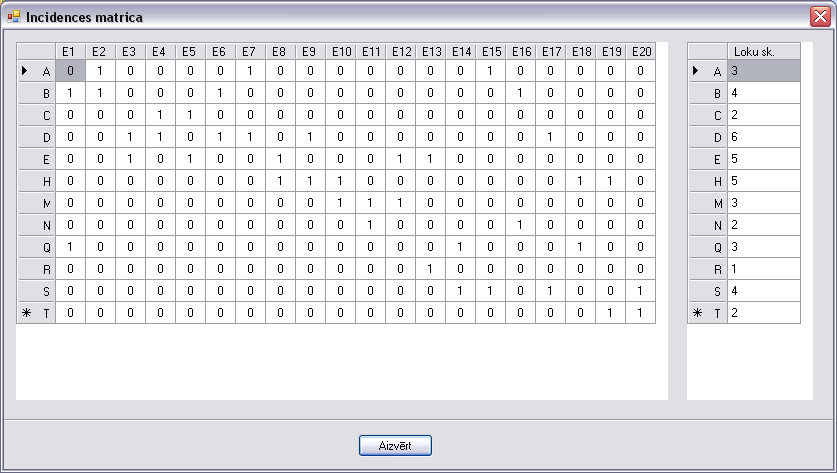 Incidences matrica
E1 E2 E3 E4 E5 E6 E7 E8 E9 E10 E11 E12 E13 E14 E15 E16 E17 E18 E19 E20 Loku sk.
A 0 1 0 0 0 0 1 0 0 0 0 0 0 0 1 0 0 0 0 0 A 3
B 1 1 0 0 0 1 0 0 0 0 0 0 0 0 0 1 0 0 0 0 B 4
C 0 0 0 1 1 0 0 0 0 0 0 0 0 0 0 0 0 0 0 0 C 2
D 0 0 1 1 0 1 1 0 1 0 0 0 0 0 0 0 1 0 0 0 D 6
E 0 0 1 0 1 0 0 1 0 0 0 1 1 0 0 0 0 0 0 0 E 5
H 0 0 0 0 0 0 0 1 1 1 0 0 0 0 0 0 0 1 1 0 H 5
M 0 0 0 0 0 0 0 0 0 1 1 1 0 0 0 0 0 0 0 0 M 3
N 0 0 0 0 0 0 0 0 0 0 1 0 0 0 0 1 0 0 0 0 N 2
Q 1 0 0 0 0 0 0 0 0 0 0 0 0 1 0 0 0 1 0 0 Q 3
R 0 0 0 0 0 0 0 0 0 0 0 0 1 0 0 0 0 0 0 0 R 1
S 0 0 0 0 0 0 0 0 0 0 0 0 0 1 1 0 1 0 0 1 S 4
T 0 0 0 0 0 0 0 0 0 0 0 0 0 0 0 0 0 0 1 1 T 2
Aizvērt